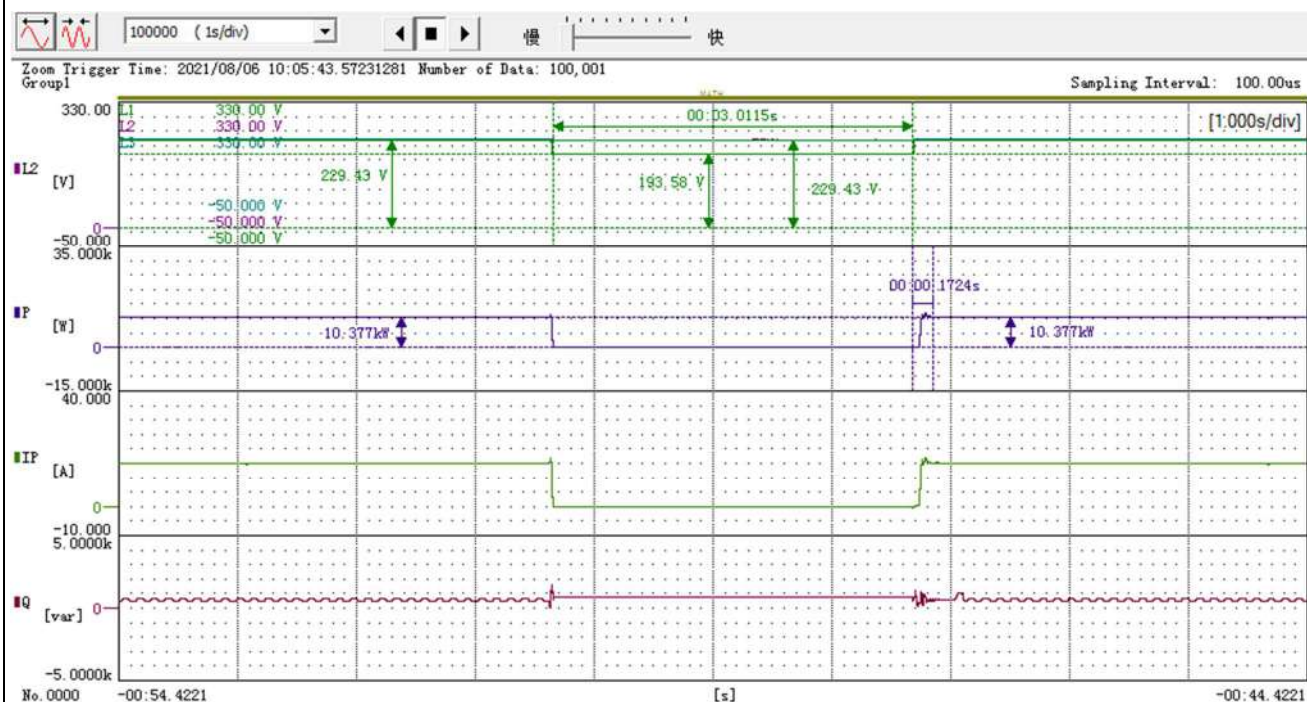 100000 ( 1s/div)
慢
快
Zoom Trigger Time: 2021/08/06 10:05:43.57231281 Number of Data: 100,001
Group1
Sampling Interval: 100.00us
MATH
330.00
L1 330.00 V
L2 330.00 V
L3 330.00 V
00:03.0115s
[1.000s/div]
L2
[V]
229.43 V
193.58 V
229.43 V
-50.000 V
-50.000 V
-50.000 V
0
-50.000
35.000k
00:00.1724s
P
[W]
10.377kW
10.377kW
0
-15.000k
40.000
IP
[A]
0
-10.000
5.0000k
Q
[var]
0
-5.0000k
No.0000
-00:54.4221
[s]
-00:44.4221